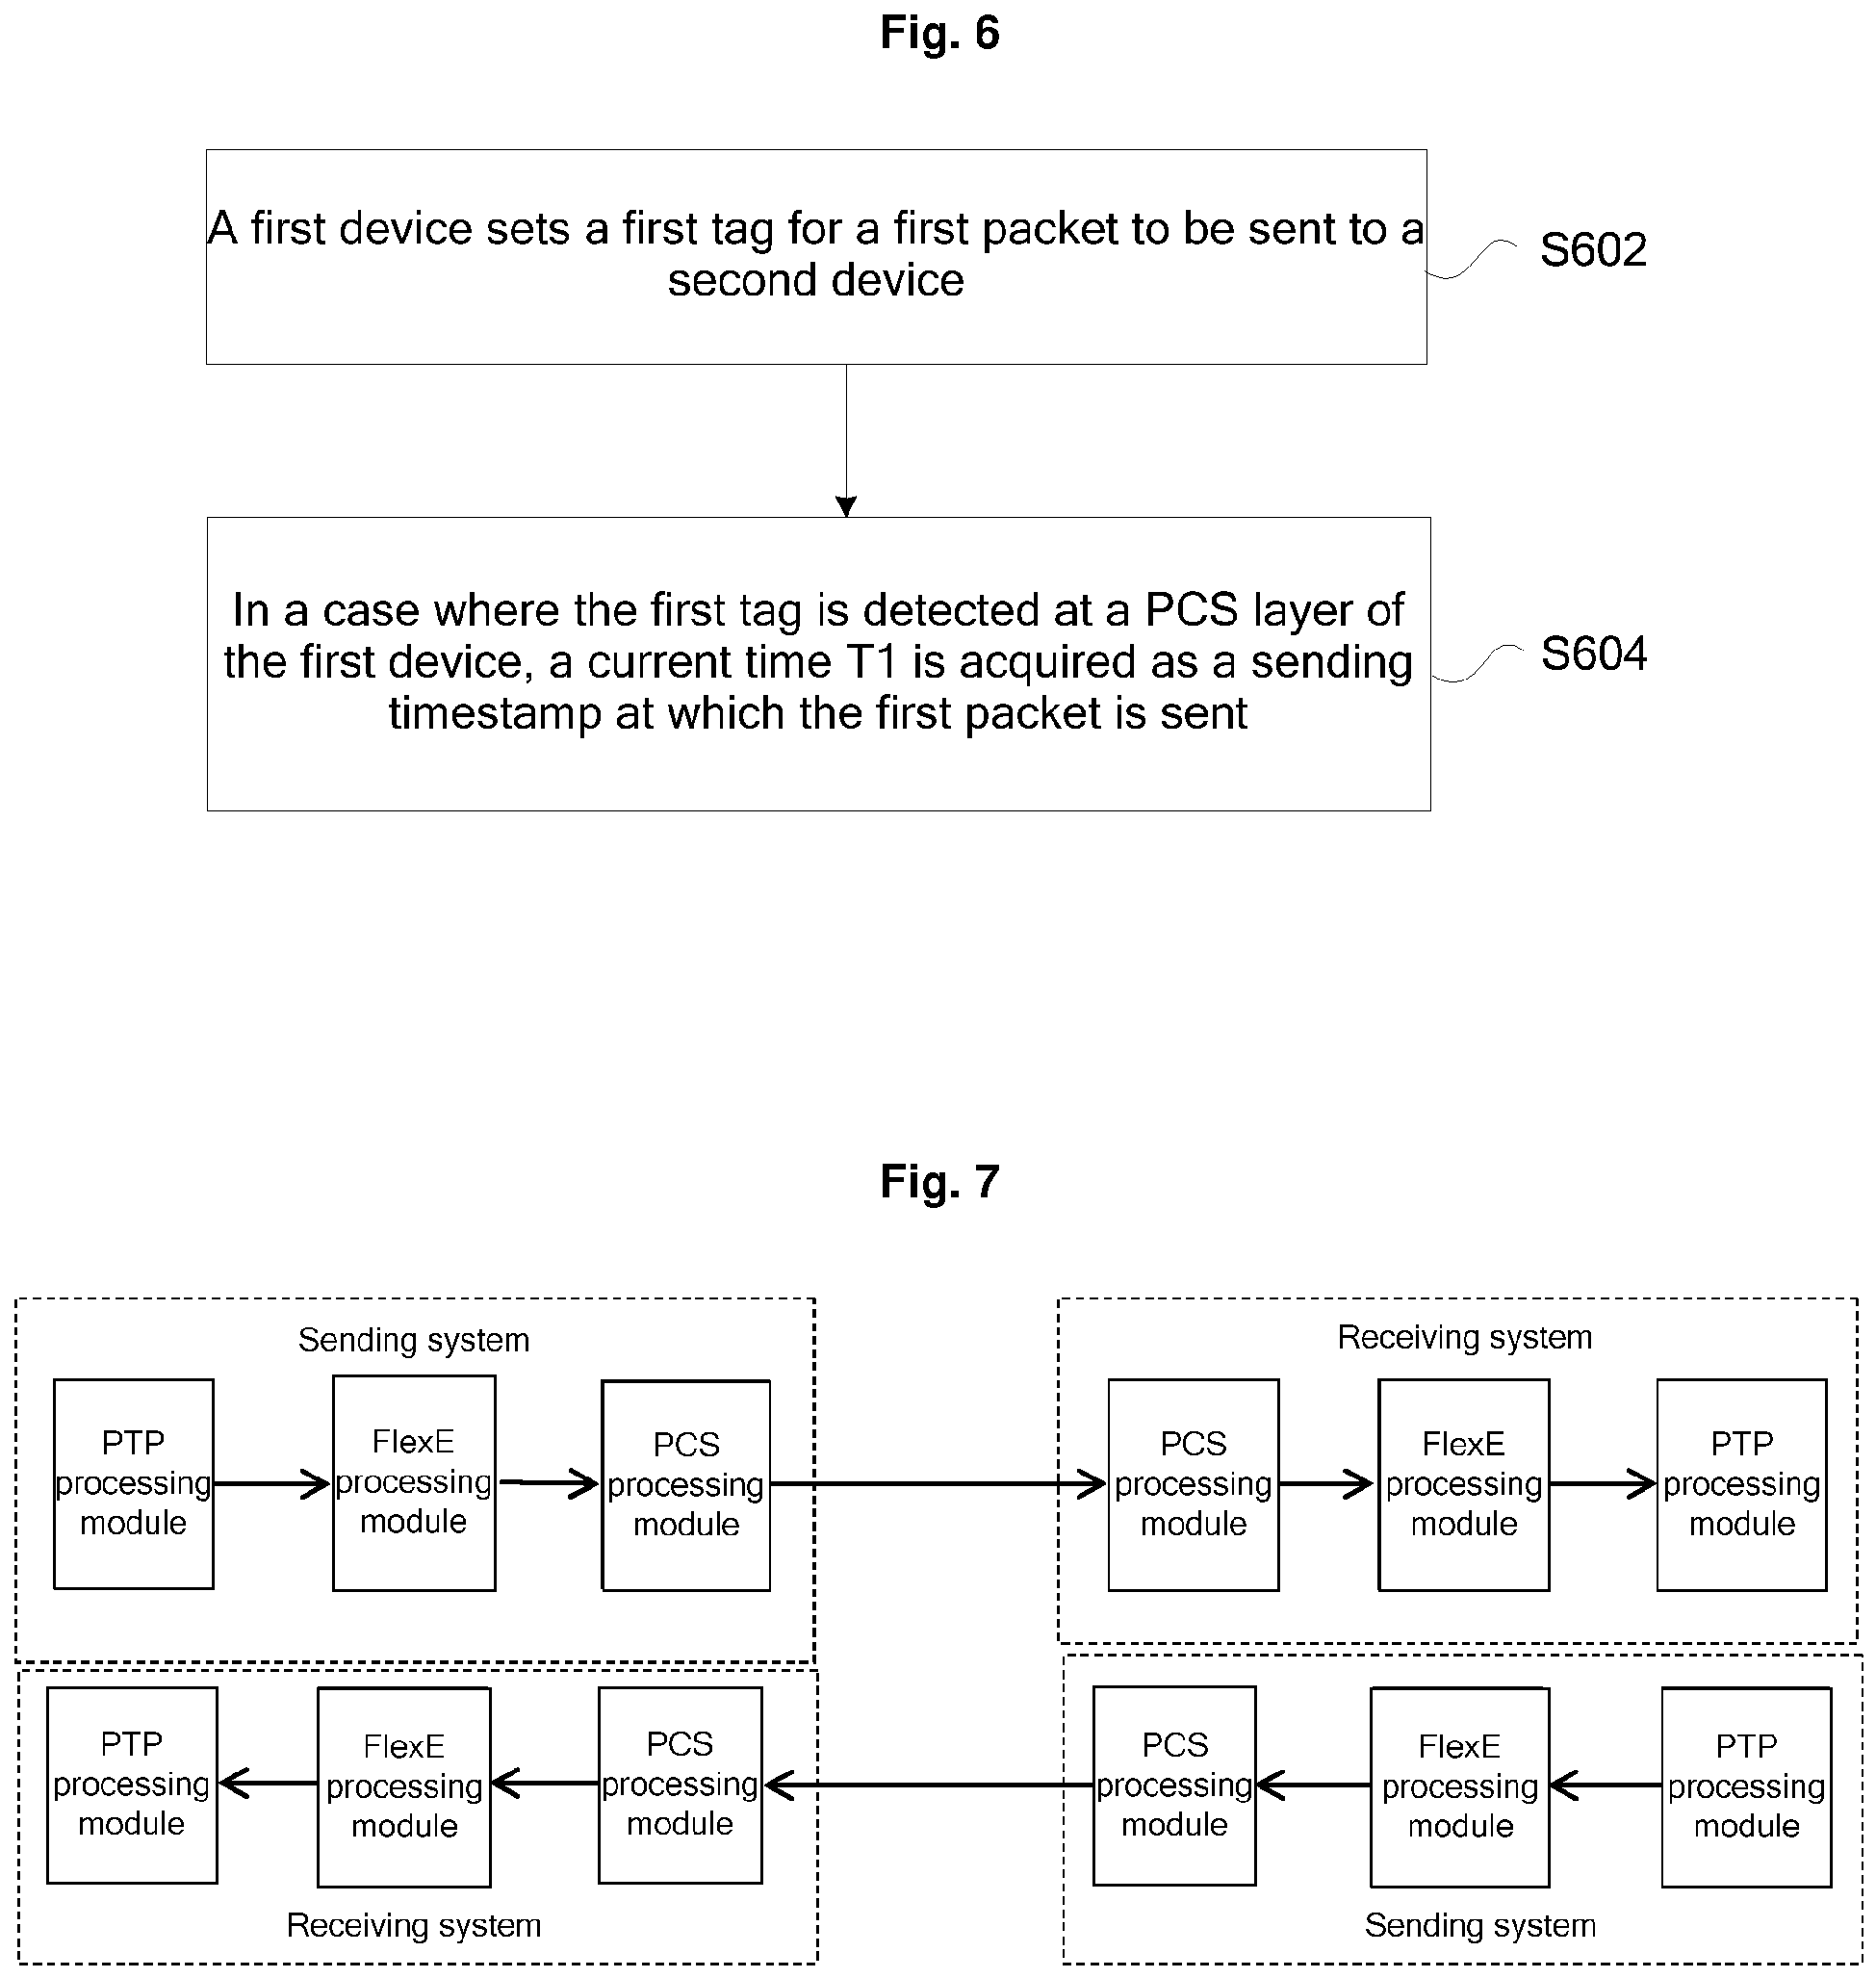 Fig. 6
A first device sets a first tag for a first packet to be sent to a
second device
S602
In a case where the first tag is detected at a PCS layer of
the first device, a current time T1 is acquired as a sending
timestamp at which the first packet is sent
S604
Fig. 7
Sending system
PTP
processing
module
FlexE
processing
module
PCS
processing
module
Receiving system
PCS
processing
module
FlexE
processing
module
PTP
processing
module
PTP
processing
module
FlexE
processing
module
PCS
processing
module
Receiving system
PCS
processing
module
FlexE
processing
module
PTP
processing
module
Sending system